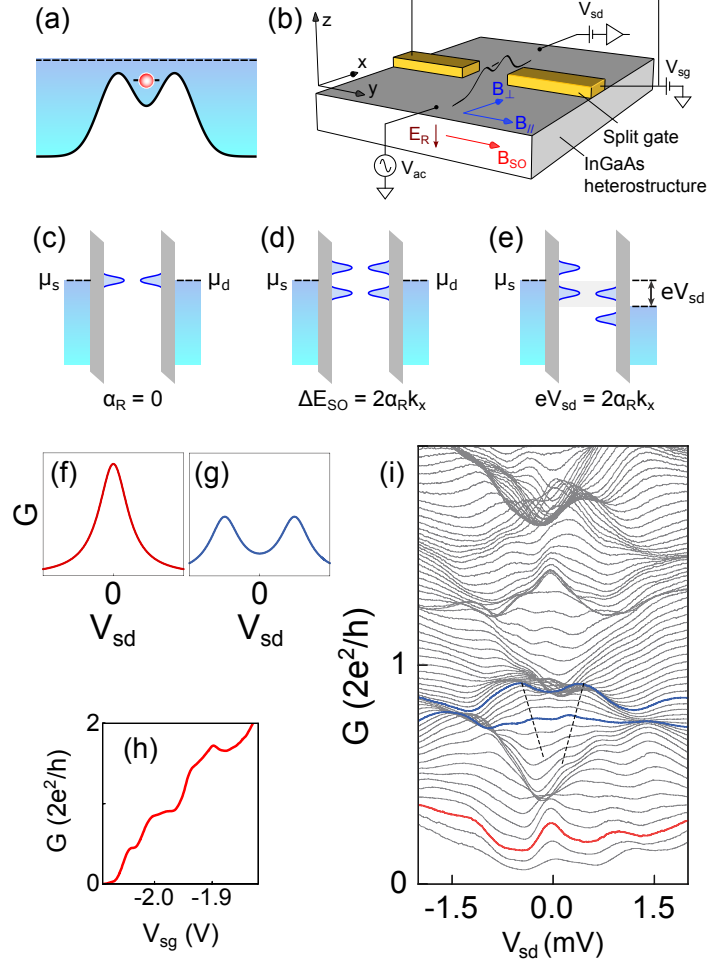 (a)
(b)
z
x
y
V_sd
V_sg
B_⊥
B_//
E_R
B_SO
V_ac
Split gate
InGaAs
heterostructure
(c)
(d)
(e)
μ_s
μ_d
μ_s
μ_d
μ_s
eV_sd
α_R = 0
ΔE_SO = 2α_Rk_x
eV_sd = 2α_Rk_x
(f)
(g)
G
0
0
V_sd
V_sd
(h)
G (2e²/h)
2
1
0
-2.0
-1.9
V_sg (V)
(i)
G (2e²/h)
1
0
-1.5
0.0
1.5
V_sd (mV)